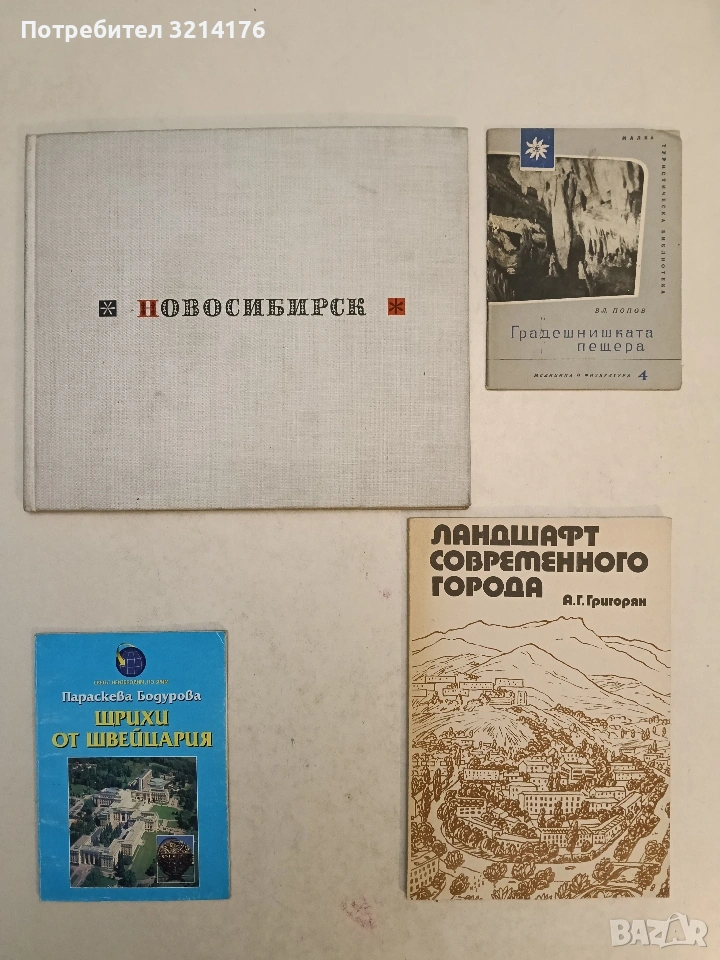 Потребител 3214176
НОВОСИБИРСК
МАЛКА
ТУРИСТИЧЕСКА БИБЛИОТЕКА
ВЛ. ПОПОВ
Градешнишката
пещера
МЕДИЦИНА И ФИЗКУЛТУРА 4
ЛАНДШАФТ
СОВРЕМЕННОГО
ГОРОДА
А.Г. Григорян
Параскева Бодурова
ЩРИХИ
ОТ ШВЕЙЦАРИЯ
BAZAR